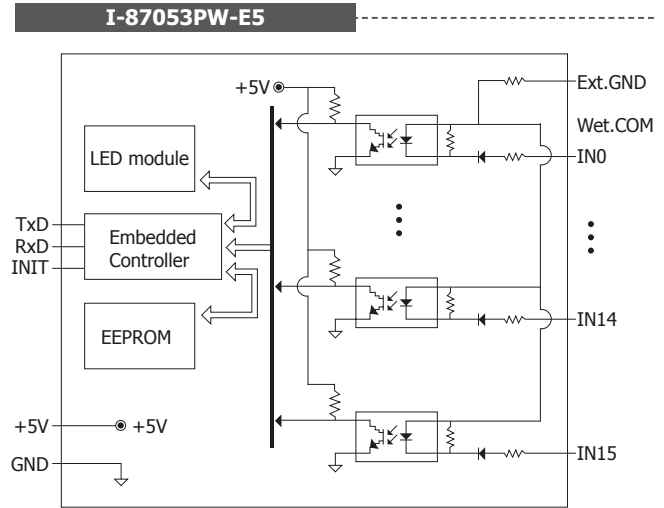 I-87053PW-E5
+5V
Ext.GND
Wet.COM
IN0
LED module
TxD
RxD
INIT
Embedded
Controller
IN14
EEPROM
+5V
+5V
GND
IN15